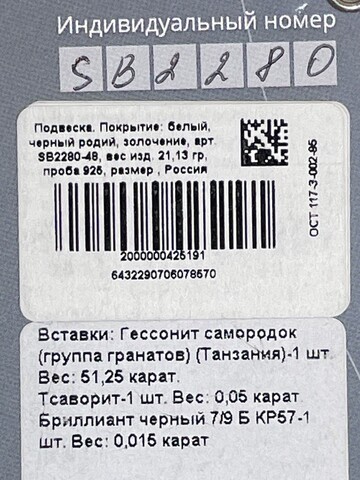 Индивидуальный номер
SB2280
Подвеска. Покрытие: белый,
черный родий, золочение, арт.
SB2280-48, вес изд. 21,13 гр,
проба 925, размер , Россия
ОСТ 117-3-002-95
2000000425191
6432290706078570
Вставки: Гессонит самородок
(группа гранатов) (Танзания)-1 шт.
Вес: 51,25 карат.
Тсаворит-1 шт. Вес: 0,05 карат
Бриллиант черный 7/9 Б КР57-1
шт. Вес: 0,015 карат